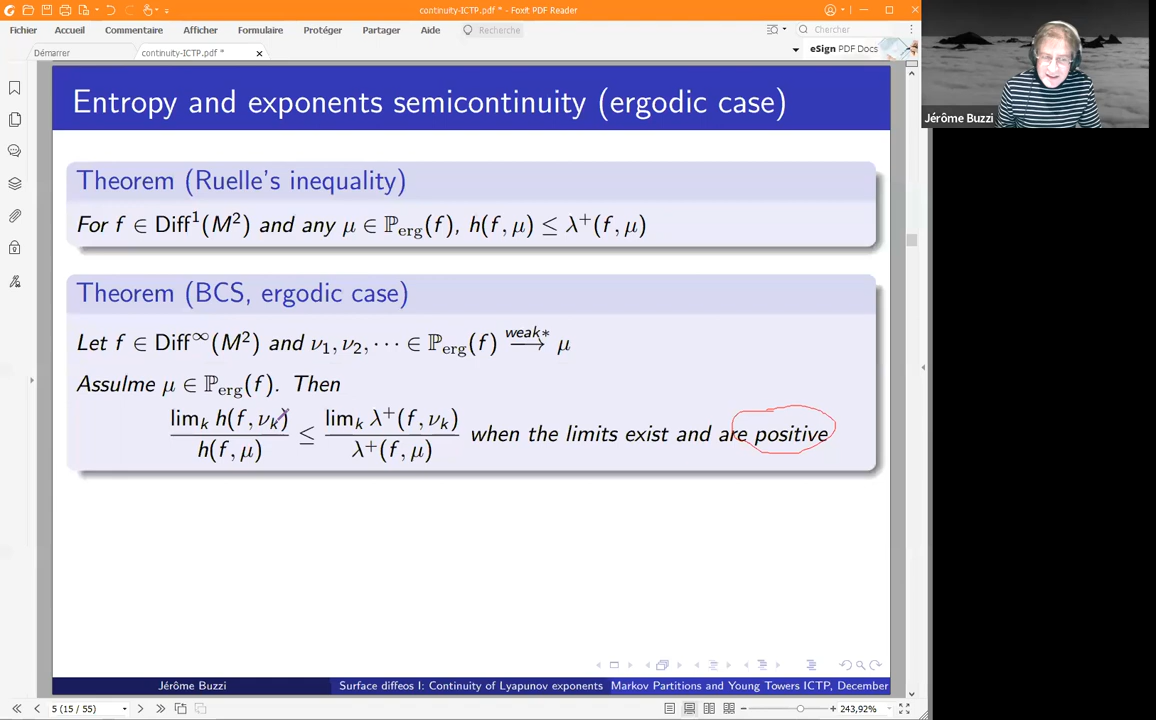 continuity-ICTP.pdf * - Foxit PDF Reader
Fichier Accueil Commentaire Afficher Formulaire Protéger Partager Aide Recherche Chercher
Démarrer continuity-ICTP.pdf * eSign PDF Docs
Jérôme Buzzi
Entropy and exponents semicontinuity (ergodic case)
Theorem (Ruelle's inequality)
For f ∈ Diff¹(M²) and any μ ∈ ℙ_erg(f), h(f, μ) ≤ λ⁺(f, μ)
Theorem (BCS, ergodic case)
Let f ∈ Diff^∞(M²) and ν₁, ν₂, ⋯ ∈ ℙ_erg(f) weak* ⟶ μ
Assulme μ ∈ ℙ_erg(f). Then
lim_k h(f, ν_k) / h(f, μ) ≤ lim_k λ⁺(f, ν_k) / λ⁺(f, μ) when the limits exist and are positive
Jérôme Buzzi Surface diffeos I: Continuity of Lyapunov exponents Markov Partitions and Young Towers ICTP, December
5 (15 / 55) 243,92%